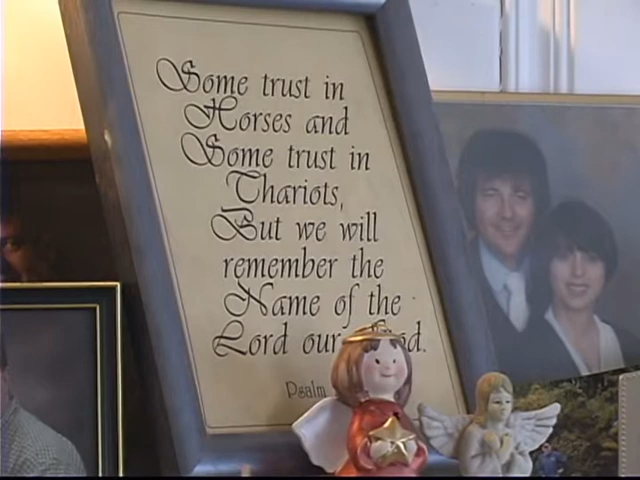 Some trust in
Horses and
Some trust in
Chariots,
But we will
remember the
Name of the
Lord our God.
Psalm